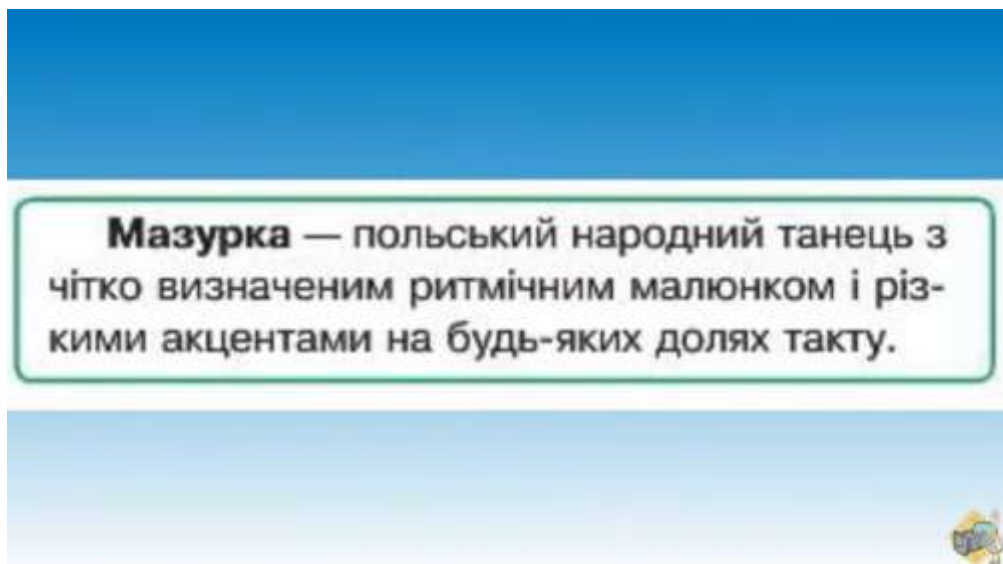 Мазурка — польський народний танець з
чітко визначеним ритмічним малюнком і різ-
кими акцентами на будь-яких долях такту.